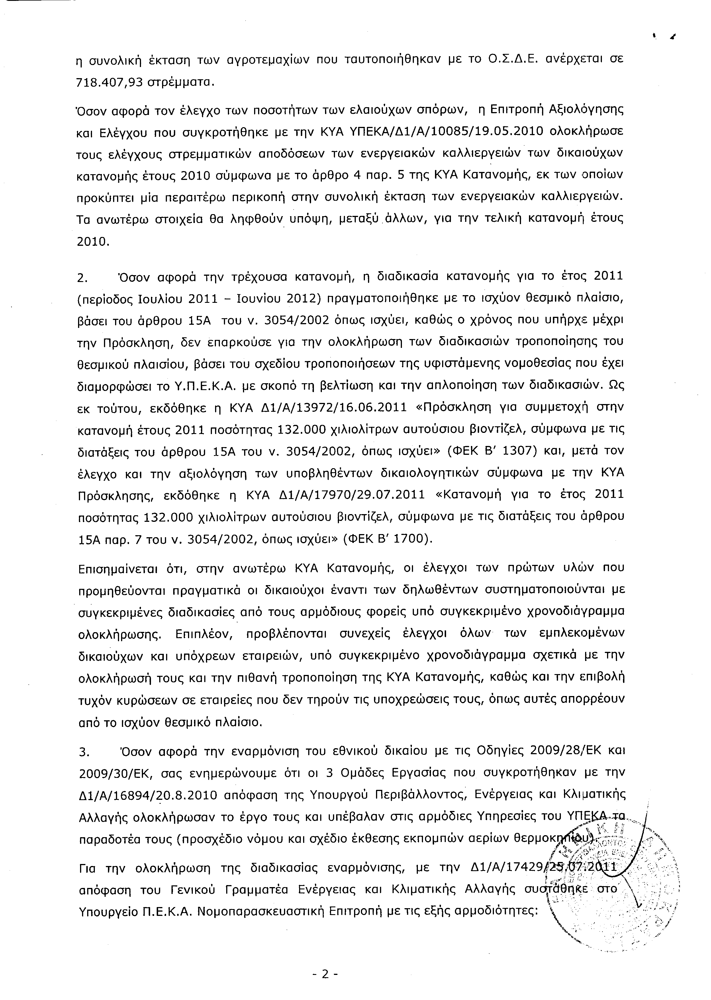 η συνολική έκταση των αγροτεμαχίων που ταυτοποιήθηκαν με το Ο.Σ.Δ.Ε. ανέρχεται σε
718.407,93 στρέμματα.
Όσον αφορά τον έλεγχο των ποσοτήτων των ελαιούχων σπόρων, η Επιτροπή Αξιολόγησης
και Ελέγχου που συγκροτήθηκε με την ΚΥΑ ΥΠΕΚΑ/Δ1/Α/10085/19.05.2010 ολοκλήρωσε
τους ελέγχους στρεμματικών αποδόσεων των ενεργειακών καλλιεργειών των δικαιούχων
κατανομής έτους 2010 σύμφωνα με το άρθρο 4 παρ. 5 της ΚΥΑ Κατανομής, εκ των οποίων
προκύπτει μία περαιτέρω περικοπή στην συνολική έκταση των ενεργειακών καλλιεργειών.
Τα ανωτέρω στοιχεία θα ληφθούν υπόψη, μεταξύ άλλων, για την τελική κατανομή έτους
2010.
2. Όσον αφορά την τρέχουσα κατανομή, η διαδικασία κατανομής για το έτος 2011
(περίοδος Ιουλίου 2011 – Ιουνίου 2012) πραγματοποιήθηκε με το ισχύον θεσμικό πλαίσιο,
βάσει του άρθρου 15Α του ν. 3054/2002 όπως ισχύει, καθώς ο χρόνος που υπήρχε μέχρι
την Πρόσκληση, δεν επαρκούσε για την ολοκλήρωση των διαδικασιών τροποποίησης του
θεσμικού πλαισίου, βάσει του σχεδίου τροποποιήσεων της υφιστάμενης νομοθεσίας που έχει
διαμορφώσει το Υ.Π.Ε.Κ.Α. με σκοπό τη βελτίωση και την απλοποίηση των διαδικασιών. Ως
εκ τούτου, εκδόθηκε η ΚΥΑ Δ1/Α/13972/16.06.2011 «Πρόσκληση για συμμετοχή στην
κατανομή έτους 2011 ποσότητας 132.000 χιλιολίτρων αυτούσιου βιοντίζελ, σύμφωνα με τις
διατάξεις του άρθρου 15Α του ν. 3054/2002, όπως ισχύει» (ΦΕΚ Β' 1307) και, μετά τον
έλεγχο και την αξιολόγηση των υποβληθέντων δικαιολογητικών σύμφωνα με την ΚΥΑ
Πρόσκλησης, εκδόθηκε η ΚΥΑ Δ1/Α/17970/29.07.2011 «Κατανομή για το έτος 2011
ποσότητας 132.000 χιλιολίτρων αυτούσιου βιοντίζελ, σύμφωνα με τις διατάξεις του άρθρου
15Α παρ. 7 του ν. 3054/2002, όπως ισχύει» (ΦΕΚ Β' 1700).
Επισημαίνεται ότι, στην ανωτέρω ΚΥΑ Κατανομής, οι έλεγχοι των πρώτων υλών που
προμηθεύονται πραγματικά οι δικαιούχοι έναντι των δηλωθέντων συστηματοποιούνται με
συγκεκριμένες διαδικασίες από τους αρμόδιους φορείς υπό συγκεκριμένο χρονοδιάγραμμα
ολοκλήρωσης. Επιπλέον, προβλέπονται συνεχείς έλεγχοι όλων των εμπλεκομένων
δικαιούχων και υπόχρεων εταιρειών, υπό συγκεκριμένο χρονοδιάγραμμα σχετικά με την
ολοκλήρωσή τους και την πιθανή τροποποίηση της ΚΥΑ Κατανομής, καθώς και την επιβολή
τυχόν κυρώσεων σε εταιρείες που δεν τηρούν τις υποχρεώσεις τους, όπως αυτές απορρέουν
από το ισχύον θεσμικό πλαίσιο.
3. Όσον αφορά την εναρμόνιση του εθνικού δικαίου με τις Οδηγίες 2009/28/ΕΚ και
2009/30/ΕΚ, σας ενημερώνουμε ότι οι 3 Ομάδες Εργασίας που συγκροτήθηκαν με την
Δ1/Α/16894/20.8.2010 απόφαση της Υπουργού Περιβάλλοντος, Ενέργειας και Κλιματικής
Αλλαγής ολοκλήρωσαν το έργο τους και υπέβαλαν στις αρμόδιες Υπηρεσίες του ΥΠΕΚΑ τα
παραδοτέα τους (προσχέδιο νόμου και σχέδιο έκθεσης εκπομπών αερίων θερμοκηπίου).
Για την ολοκλήρωση της διαδικασίας εναρμόνισης, με την Δ1/Α/17429/25.07.2011
απόφαση του Γενικού Γραμματέα Ενέργειας και Κλιματικής Αλλαγής συστάθηκε στο
Υπουργείο Π.Ε.Κ.Α. Νομοπαρασκευαστική Επιτροπή με τις εξής αρμοδιότητες:
- 2 -